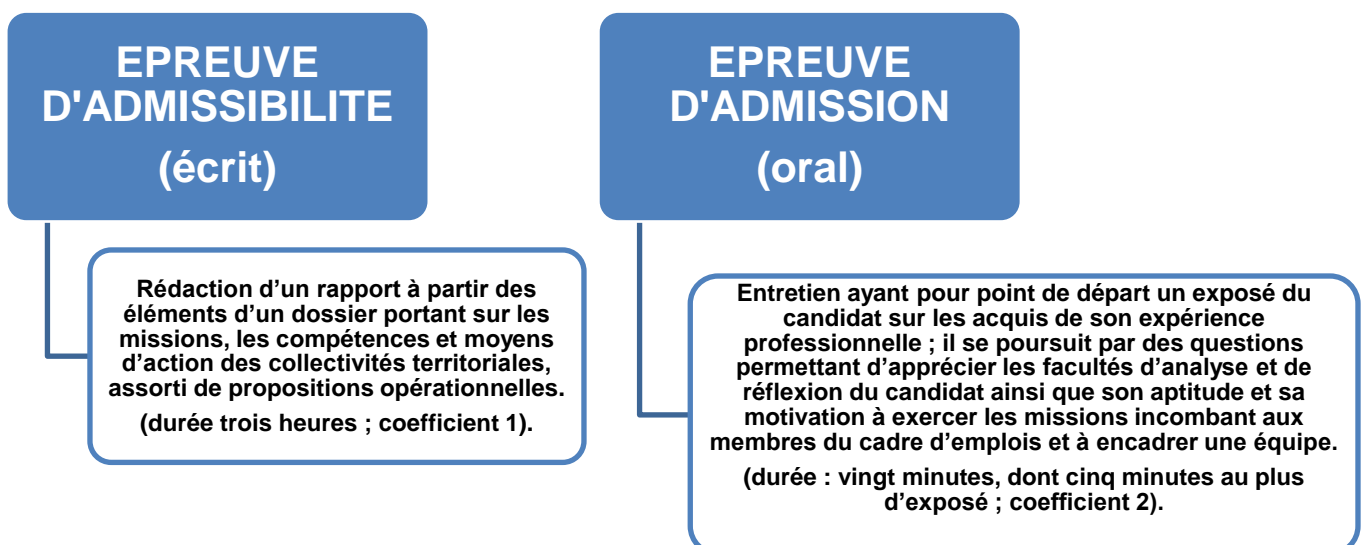 EPREUVE
D'ADMISSIBILITE
(écrit)
Rédaction d’un rapport à partir des
éléments d’un dossier portant sur les
missions, les compétences et moyens
d’action des collectivités territoriales,
assorti de propositions opérationnelles.
(durée trois heures ; coefficient 1).
EPREUVE
D'ADMISSION
(oral)
Entretien ayant pour point de départ un exposé du
candidat sur les acquis de son expérience
professionnelle ; il se poursuit par des questions
permettant d’apprécier les facultés d’analyse et de
réflexion du candidat ainsi que son aptitude et sa
motivation à exercer les missions incombant aux
membres du cadre d’emplois et à encadrer une équipe.
(durée : vingt minutes, dont cinq minutes au plus
d’exposé ; coefficient 2).